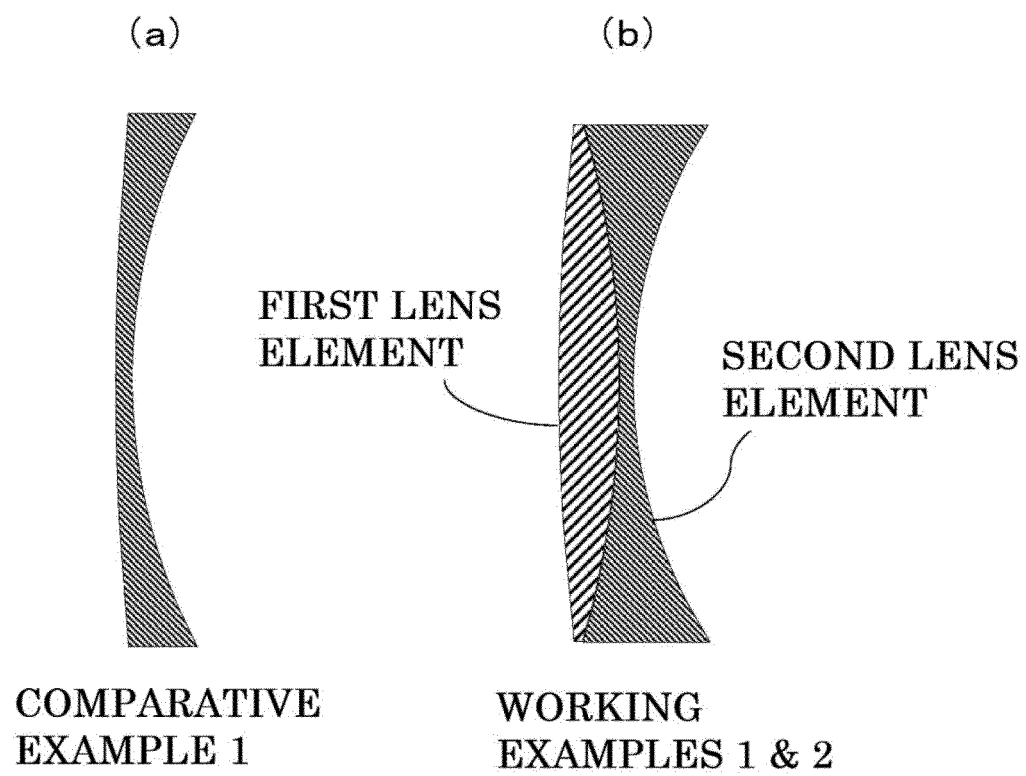 (a)
(b)
FIRST LENS
ELEMENT
SECOND LENS
ELEMENT
COMPARATIVE
EXAMPLE 1
WORKING
EXAMPLES 1 & 2